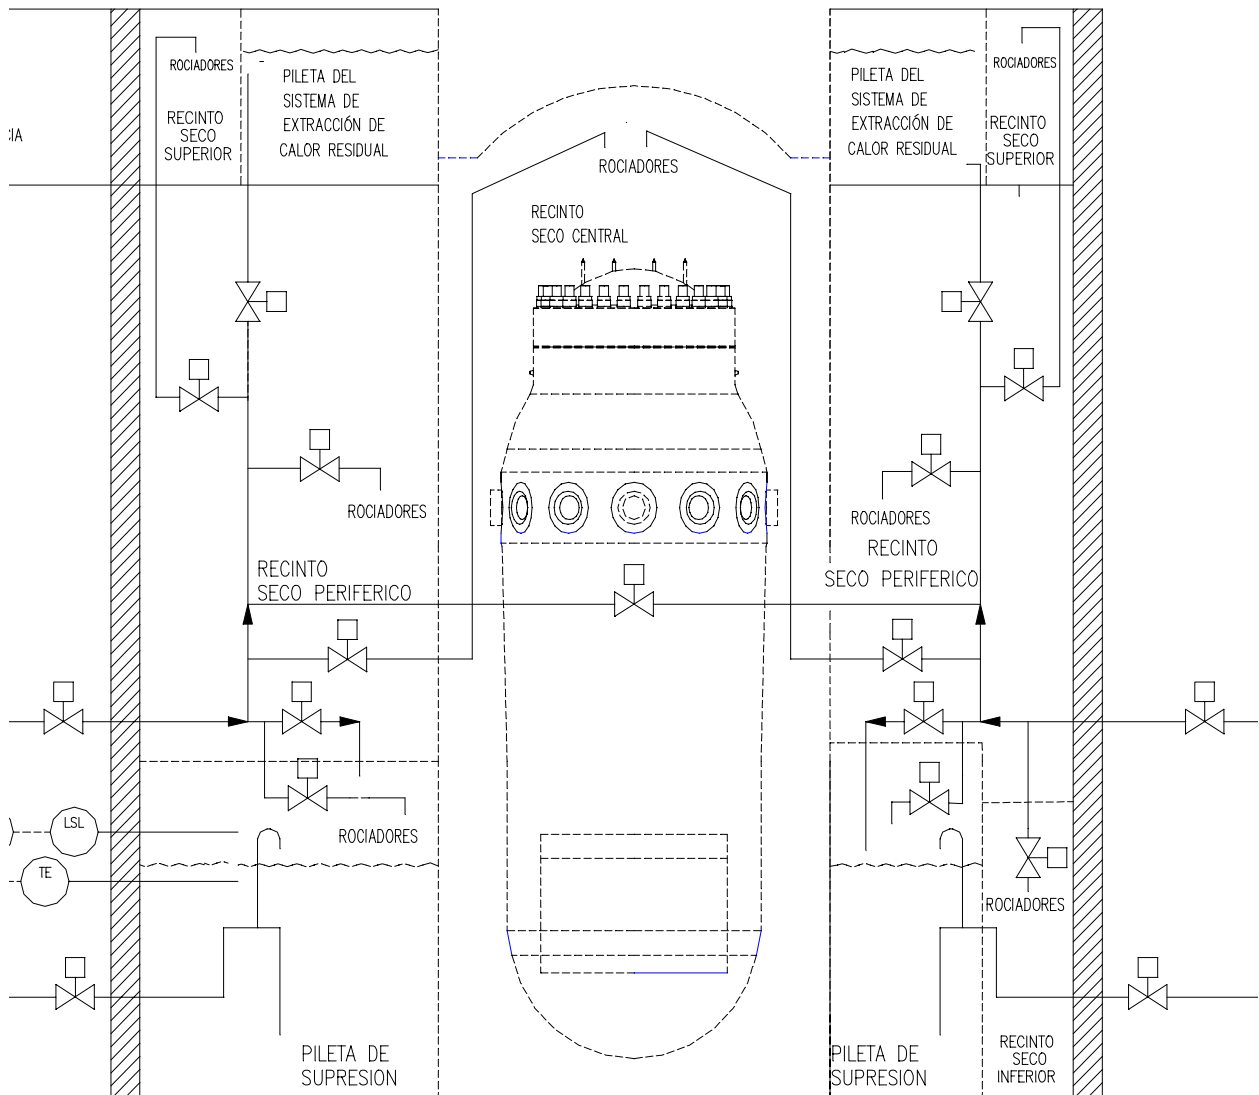 ROCIADORES
PILETA DEL
SISTEMA DE
EXTRACCIÓN DE
CALOR RESIDUAL
RECINTO
SECO
SUPERIOR
CIA
ROCIADORES
RECINTO
SECO CENTRAL
PILETA DEL
SISTEMA DE
EXTRACCIÓN DE
CALOR RESIDUAL
ROCIADORES
RECINTO
SECO
SUPERIOR
ROCIADORES
RECINTO
SECO PERIFERICO
ROCIADORES
RECINTO
SECO PERIFERICO
ROCIADORES
LSL
TE
ROCIADORES
PILETA DE
SUPRESION
PILETA DE
SUPRESION
RECINTO
SECO
INFERIOR